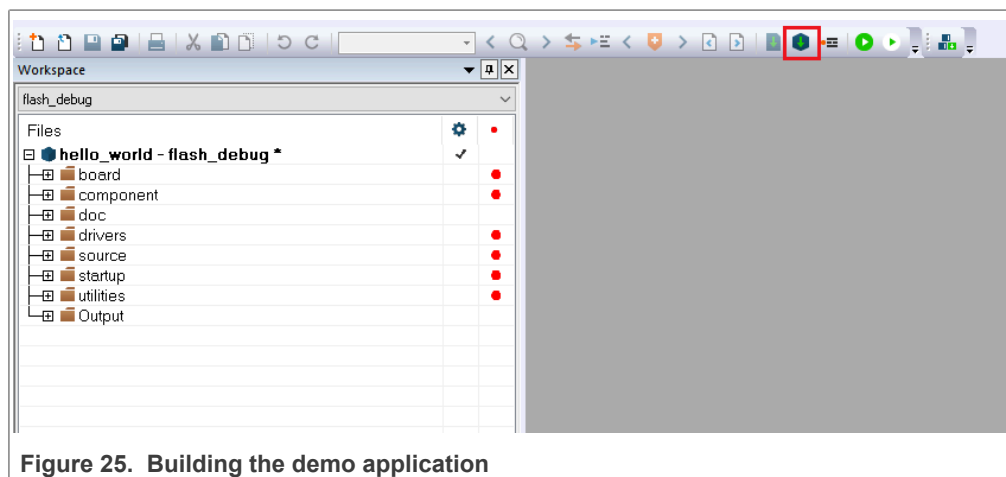 Workspace
flash_debug
Files
hello_world - flash_debug *
board
component
doc
drivers
source
startup
utilities
Output
Figure 25. Building the demo application